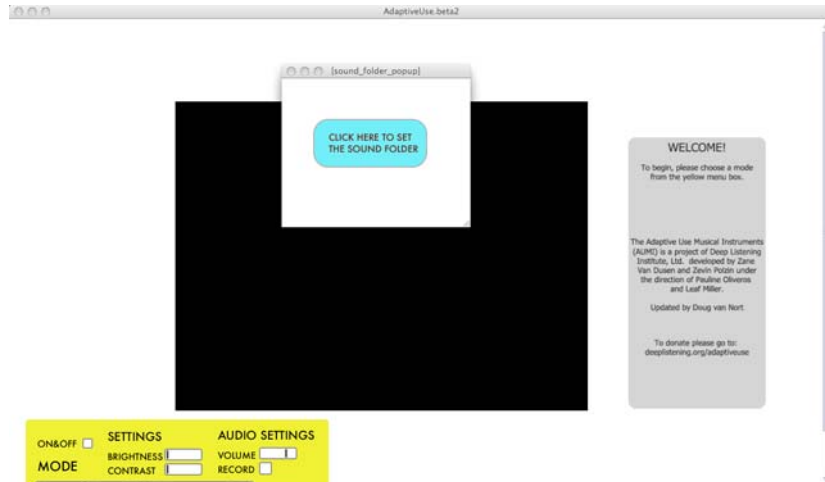 AdaptiveUse.beta2
[sound_folder_popup]
CLICK HERE TO SET
THE SOUND FOLDER
WELCOME!
To begin, please choose a mode
from the yellow menu box.
The Adaptive Use Musical Instruments
(AUMI) is a project of Deep Listening
Institute, Ltd. developed by Zane
Van Dusen and Zevin Polzin under
the direction of Pauline Oliveros
and Leaf Miller.
Updated by Doug van Nort
To donate please go to:
deeplistening.org/adaptiveuse
ON&OFF
MODE
SETTINGS
BRIGHTNESS
CONTRAST
AUDIO SETTINGS
VOLUME
RECORD